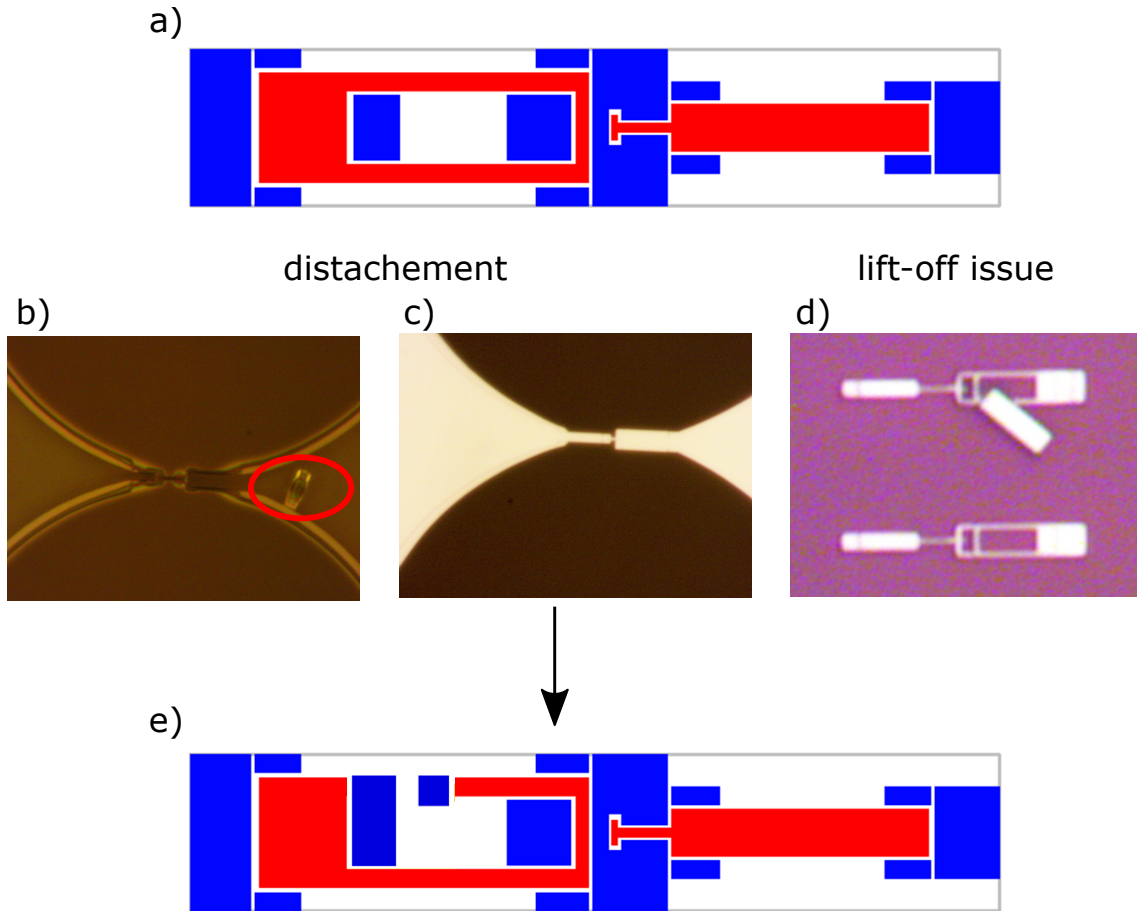 a)
distachement
lift-off issue
b)
c)
d)
e)